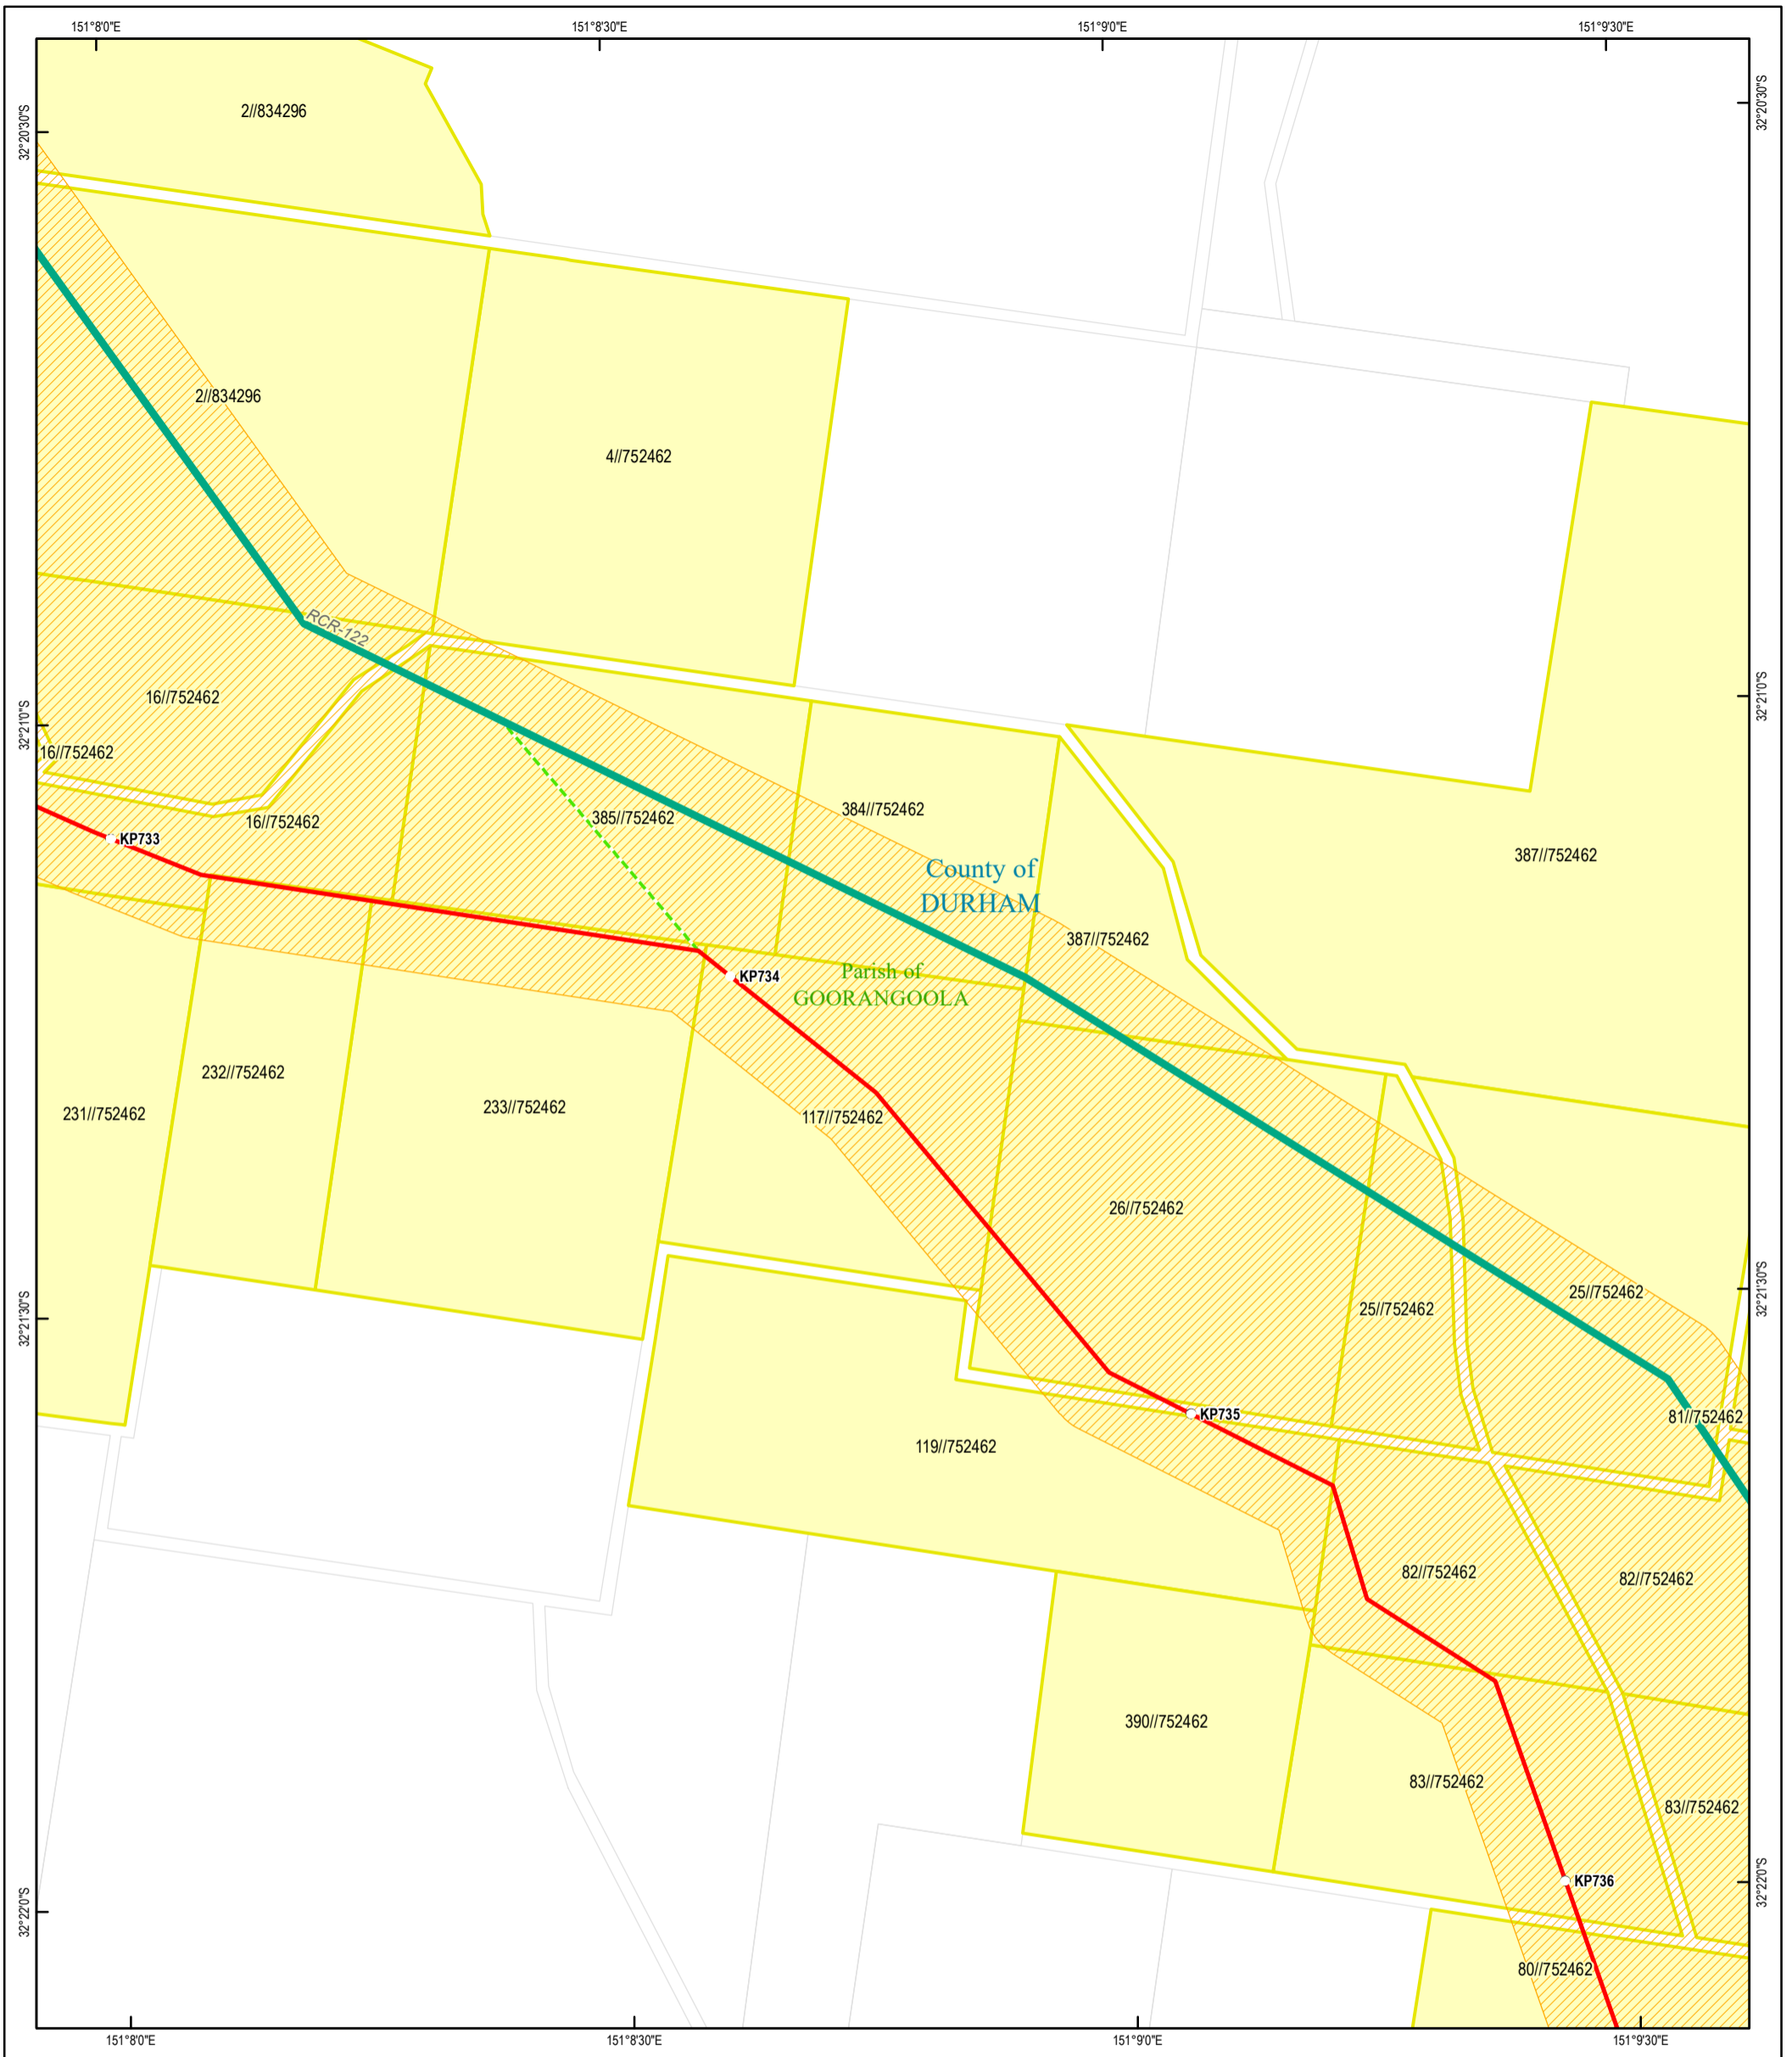 151°8'0"E
151°8'30"E
151°9'0"E
151°9'30"E
32°20'30"S
32°20'30"S
2//834296
2//834296
4//752462
RCR-122
16//752462
32°21'0"S
32°21'0"S
16//752462
16//752462
385//752462
384//752462
KP733
387//752462
County of
DURHAM
387//752462
Parish of
GOORANGOOLA
KP734
232//752462
231//752462
233//752462
117//752462
26//752462
25//752462
25//752462
32°21'30"S
32°21'30"S
KP735
81//752462
119//752462
82//752462
82//752462
390//752462
83//752462
83//752462
KP736
32°22'0"S
32°22'0"S
80//752462
151°8'0"E
151°8'30"E
151°9'0"E
151°9'30"E